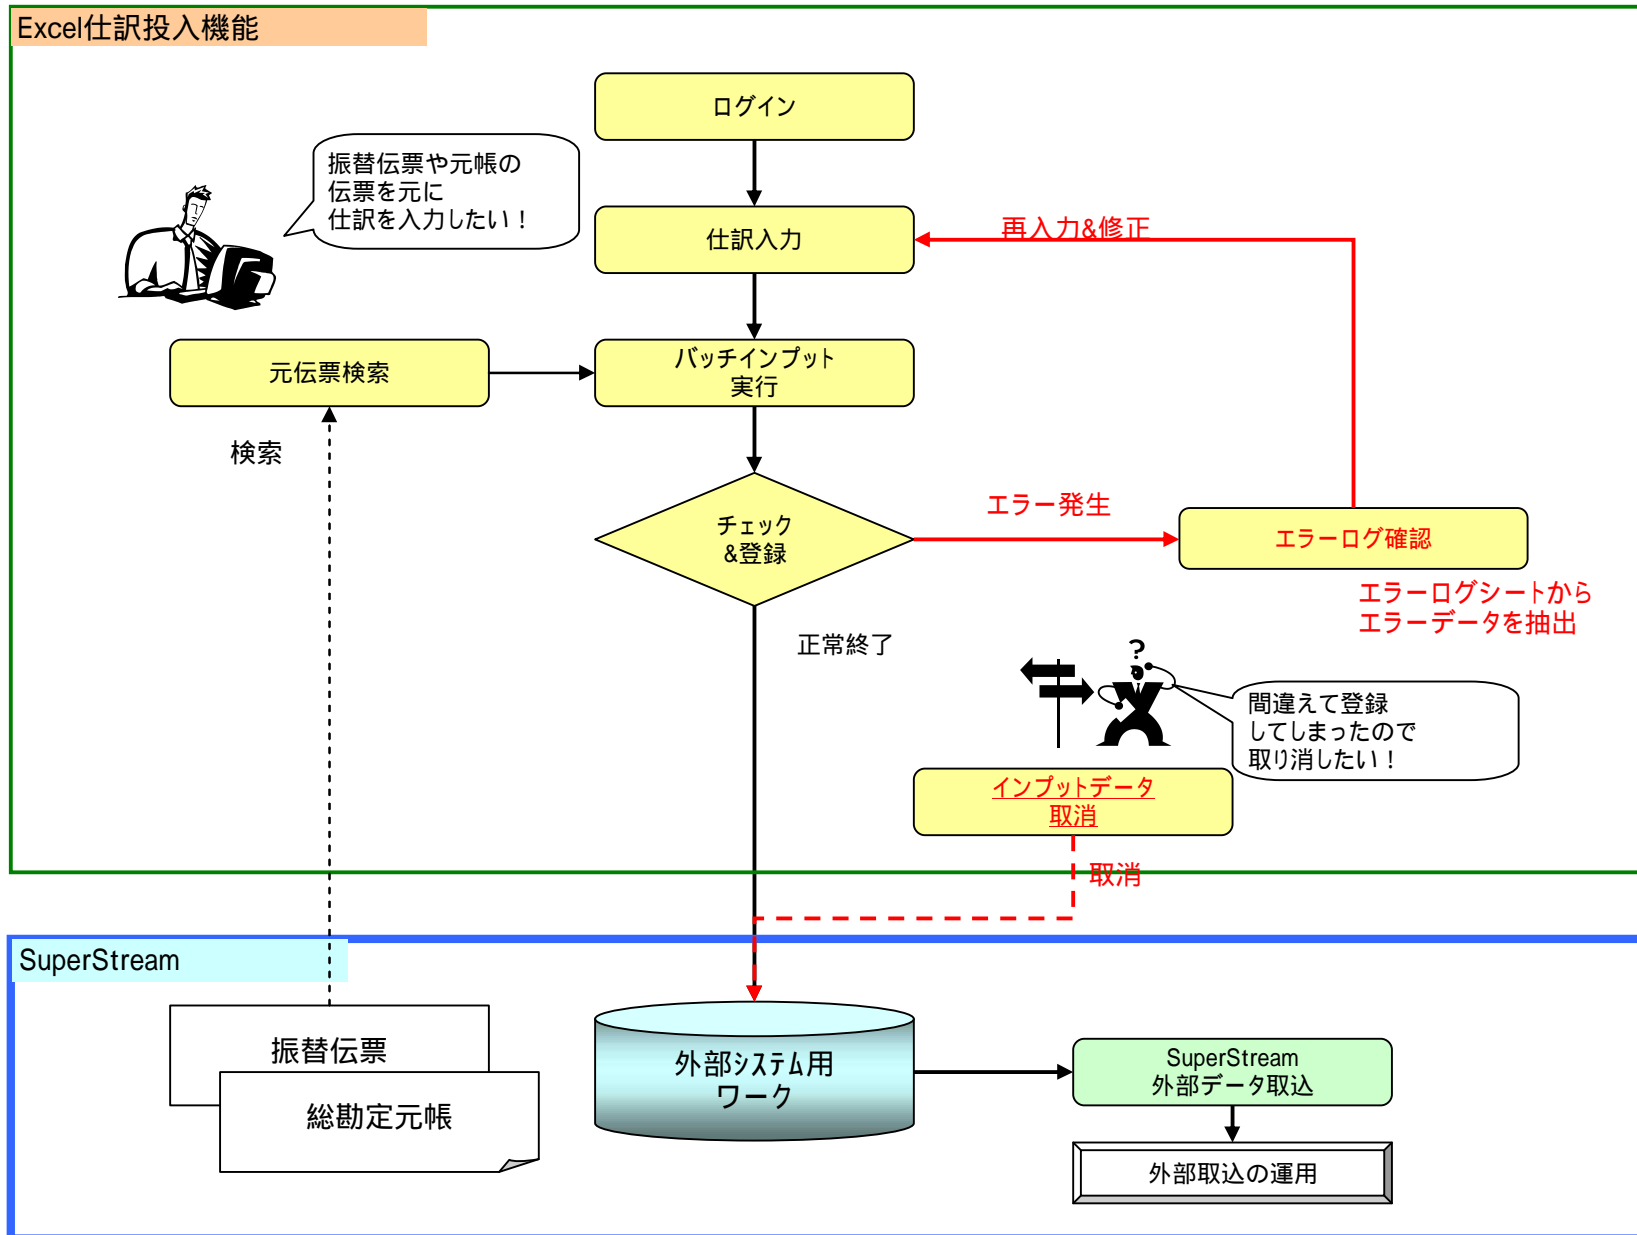 Excel仕訳投入機能
ログイン
振替伝票や元帳の
伝票を元に
仕訳を入力したい！
仕訳入力
再入力&修正
元伝票検索
バッチインプット
実行
検索
チェック
&登録
エラー発生
エラーログ確認
エラーログシートから
エラーデータを抽出
正常終了
?
間違えて登録
してしまったので
取り消したい！
インプットデータ
取消
取消
SuperStream
振替伝票
総勘定元帳
外部システム用
ワーク
SuperStream
外部データ取込
外部取込の運用